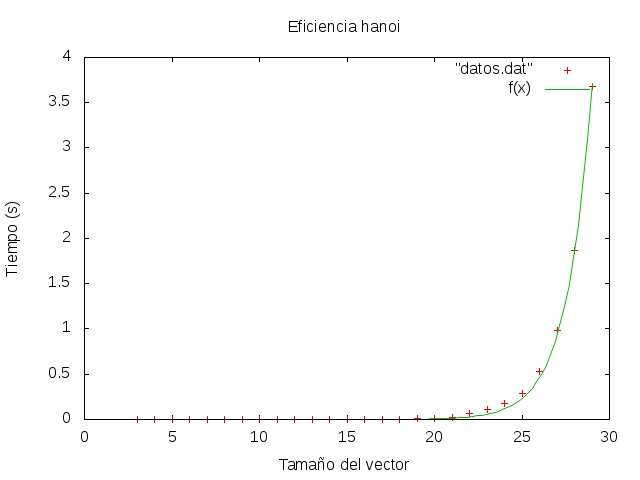 Eficiencia hanoi
4
3.5
3
2.5
2
1.5
1
0.5
0
"datos.dat"
f(x)
Tiempo (s)
0 5 10 15 20 25 30
Tamaño del vector